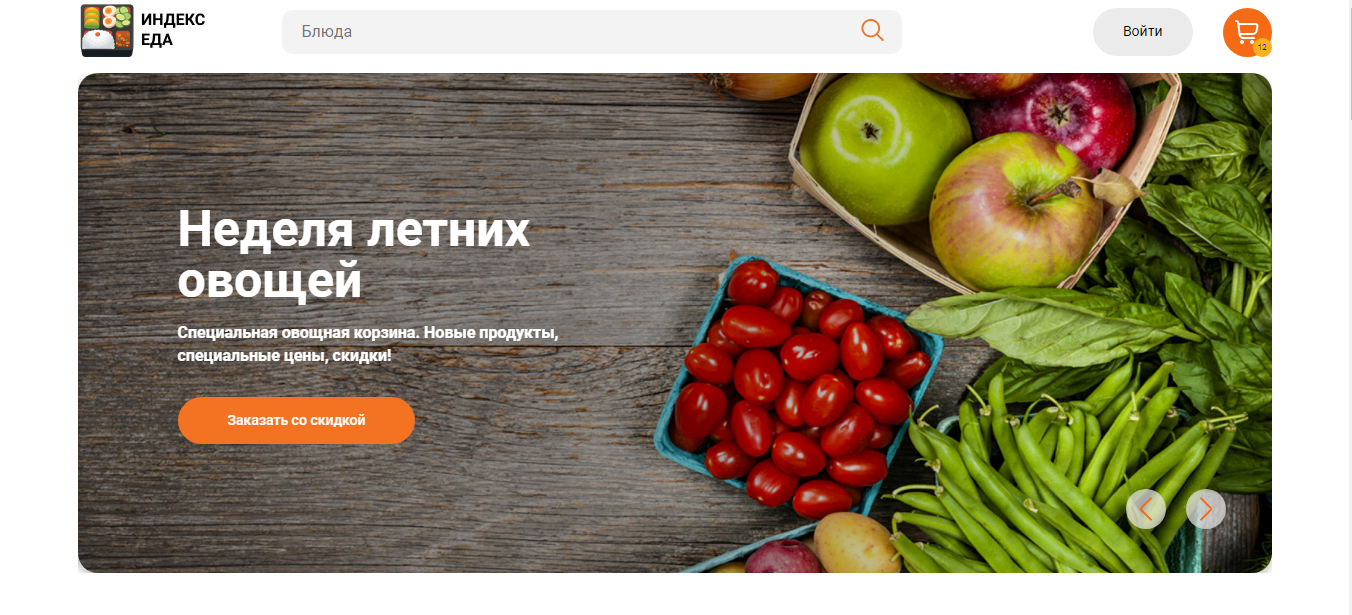 ИНДЕКС
ЕДА
Блюда
Войти
12
Неделя летних
овощей
Специальная овощная корзина. Новые продукты,
специальные цены, скидки!
Заказать со скидкой